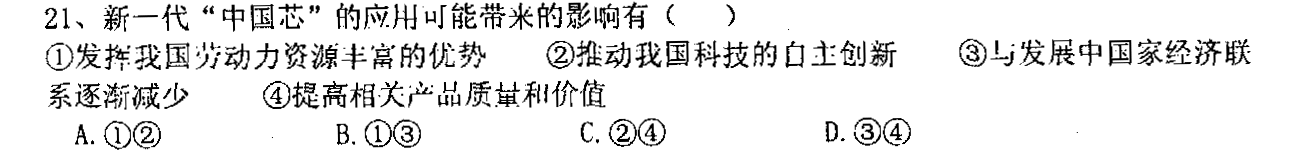 21、新一代“中国芯”的应用可能带来的影响有（　　）
①发挥我国劳动力资源丰富的优势　　②推动我国科技的自主创新　　③与发展中国家经济联
系逐渐减少　　④提高相关产品质量和价值
A. ①②　　B. ①③　　C. ②④　　D. ③④